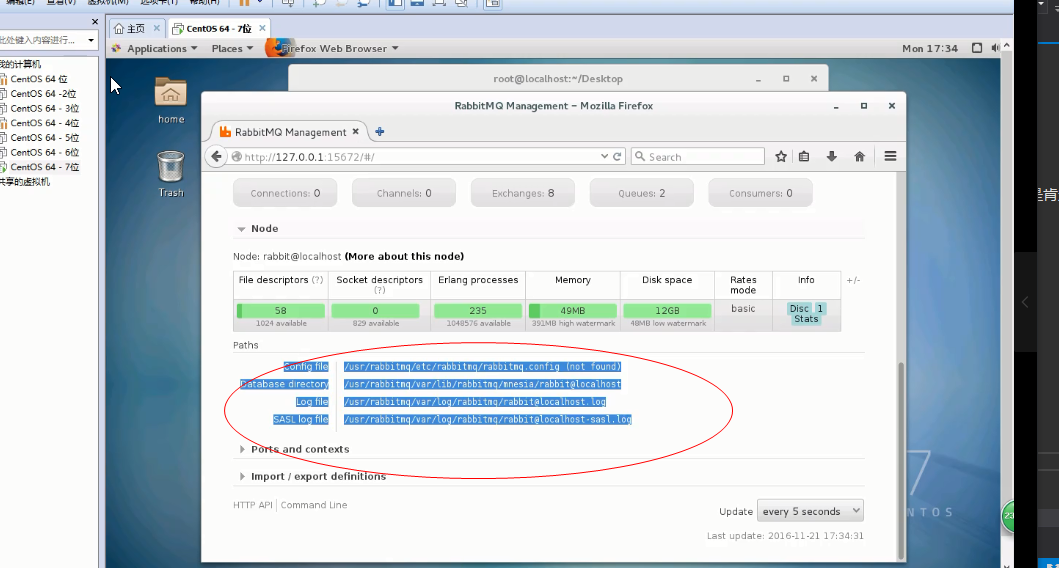 编辑(E) 查看(V) 虚拟机(M) 选项卡(T) 帮助(H)
主页 CentOS 64 - 7位
此处键入内容进行...
我的计算机
CentOS 64 位
CentOS 64 -2位
CentOS 64 - 3位
CentOS 64 - 4位
CentOS 64 - 5位
CentOS 64 - 6位
CentOS 64 - 7位
共享的虚拟机
Applications Places Firefox Web Browser Mon 17:34
home
Trash
root@localhost:~/Desktop
RabbitMQ Management - Mozilla Firefox
RabbitMQ Management
http://127.0.0.1:15672/#/ Search
Connections: 0 Channels: 0 Exchanges: 8 Queues: 2 Consumers: 0
Node
Node: rabbit@localhost (More about this node)
File descriptors (?) Socket descriptors (?) Erlang processes Memory Disk space Rates mode Info +/-
58 0 235 49MB 12GB basic Disc 1 Stats
1024 available 829 available 1048576 available 391MB high watermark 48MB low watermark
Paths
Config file /usr/rabbitmq/etc/rabbitmq/rabbitmq.config (not found)
Database directory /usr/rabbitmq/var/lib/rabbitmq/mnesia/rabbit@localhost
Log file /usr/rabbitmq/var/log/rabbitmq/rabbit@localhost.log
SASL log file /usr/rabbitmq/var/log/rabbitmq/rabbit@localhost-sasl.log
Ports and contexts
Import / export definitions
HTTP API Command Line
Update every 5 seconds
Last update: 2016-11-21 17:34:31
7
NTOS
是肯